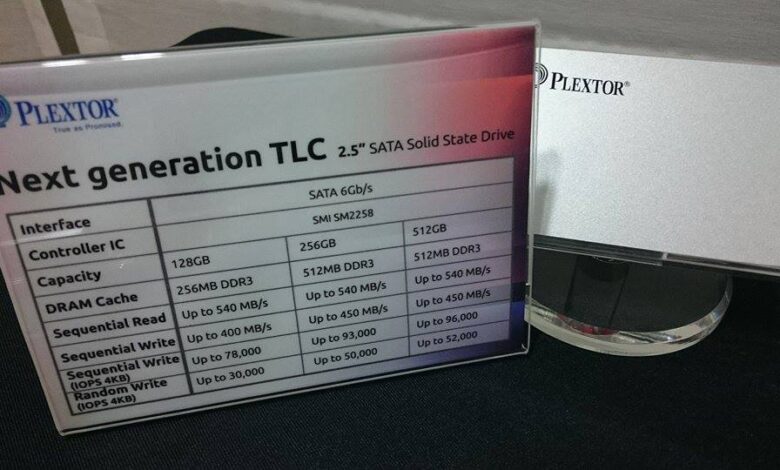 PLEXTOR®
True as Promised.
Next generation TLC 2.5" SATA Solid State Drive
Interface SATA 6Gb/s
Controller IC SMI SM2258
Capacity 128GB 256GB 512GB
DRAM Cache 256MB DDR3 512MB DDR3 512MB DDR3
Sequential Read Up to 540 MB/s Up to 540 MB/s Up to 540 MB/s
Sequential Write Up to 400 MB/s Up to 450 MB/s Up to 450 MB/s
Sequential Write (IOPS 4KB) Up to 78,000 Up to 93,000 Up to 96,000
Random Write (IOPS 4KB) Up to 30,000 Up to 50,000 Up to 52,000
PLEXTOR®